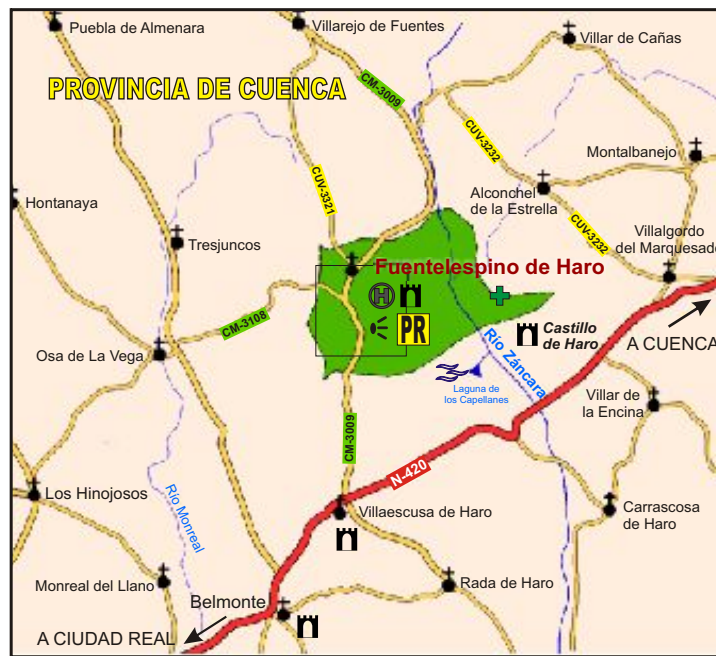 Puebla de Almenara
Villarejo de Fuentes
Villar de Cañas
PROVINCIA DE CUENCA
CM-3009
CUV-3232
Montalbanejo
Alconchel
de la Estrella
CUV-3321
Hontanaya
CUV-3232
Tresjuncos
Villalgordo
del Marquesado
Fuentelespino de Haro
H
CM-3108
PR
Castillo
de Haro
A CUENCA
Río Záncara
Osa de La Vega
Laguna de
los Capellanes
Villar de
la Encina
CM-3009
N-420
Los Hinojosos
Río Monreal
Villaescusa de Haro
Carrascosa
de Haro
Monreal del Llano
Rada de Haro
Belmonte
A CIUDAD REAL